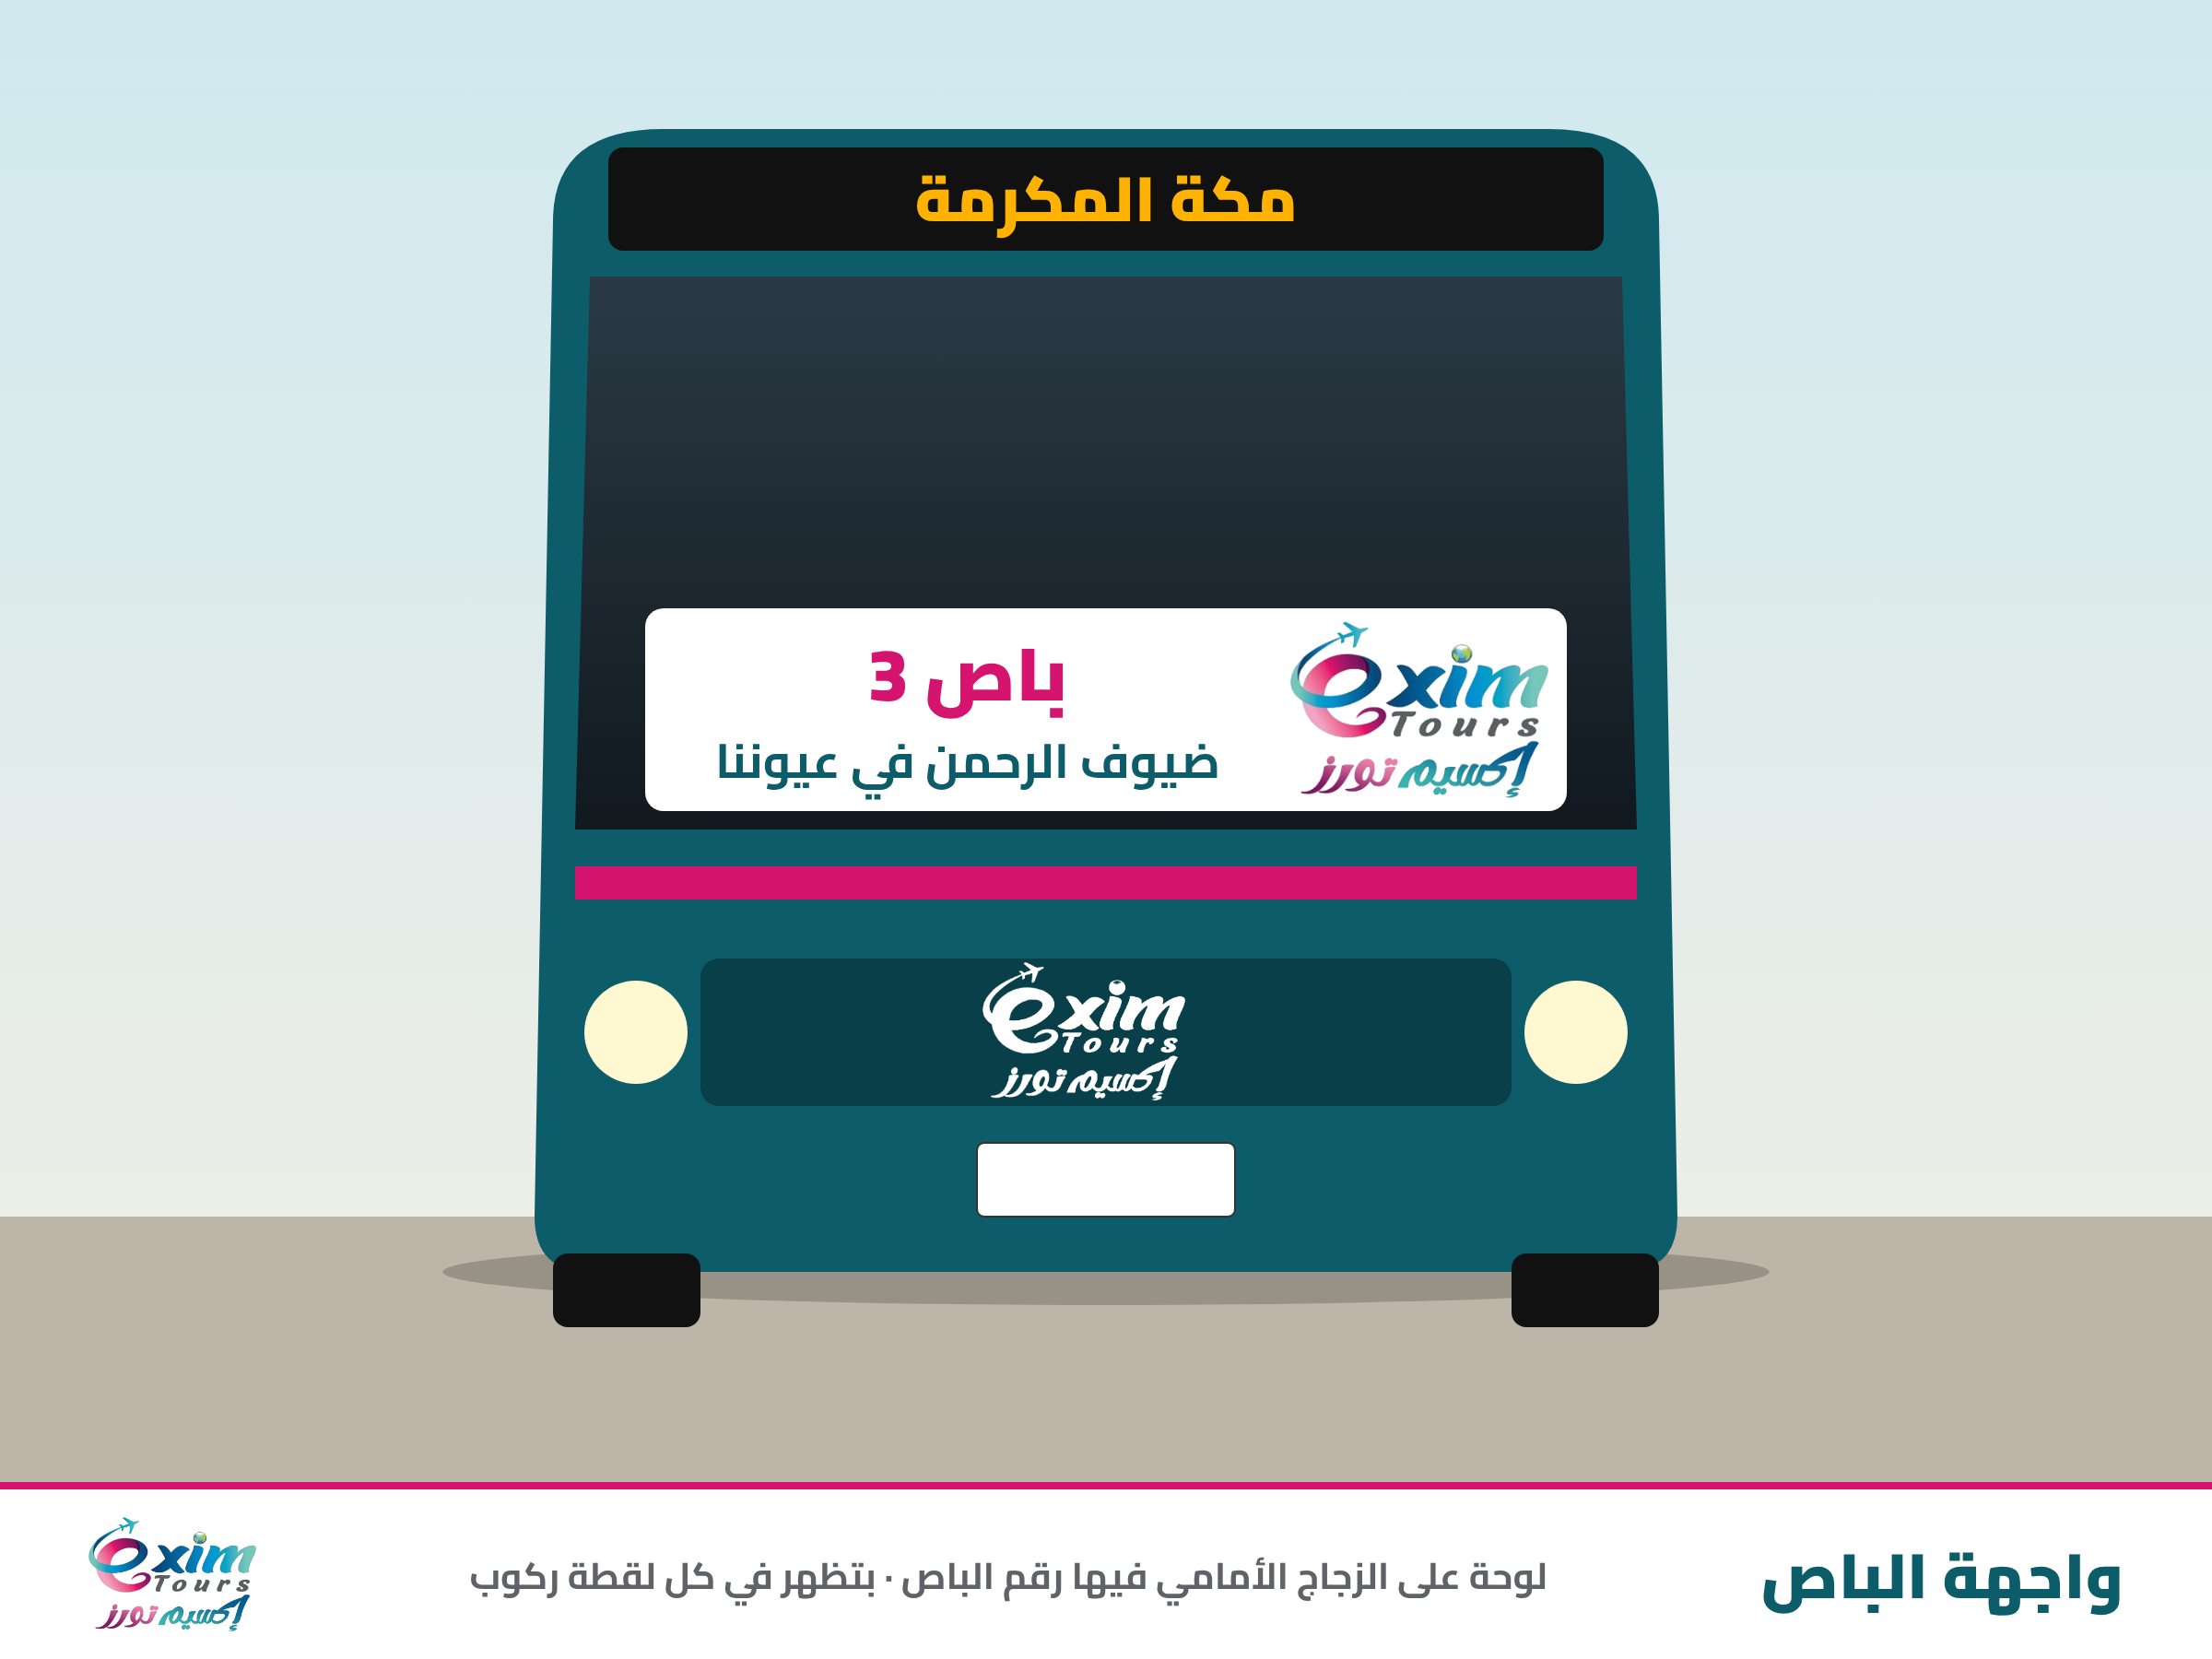 مكة المكرمة
باص 3
ضيوف الرحمن في عيوننا
exim
Tours
إكسيم تورز
exim
Tours
إكسيم تورز
واجهة الباص
لوحة على الزجاج الأمامي فيها رقم الباص · بتظهر في كل لقطة ركوب
exim
Tours
إكسيم تورز